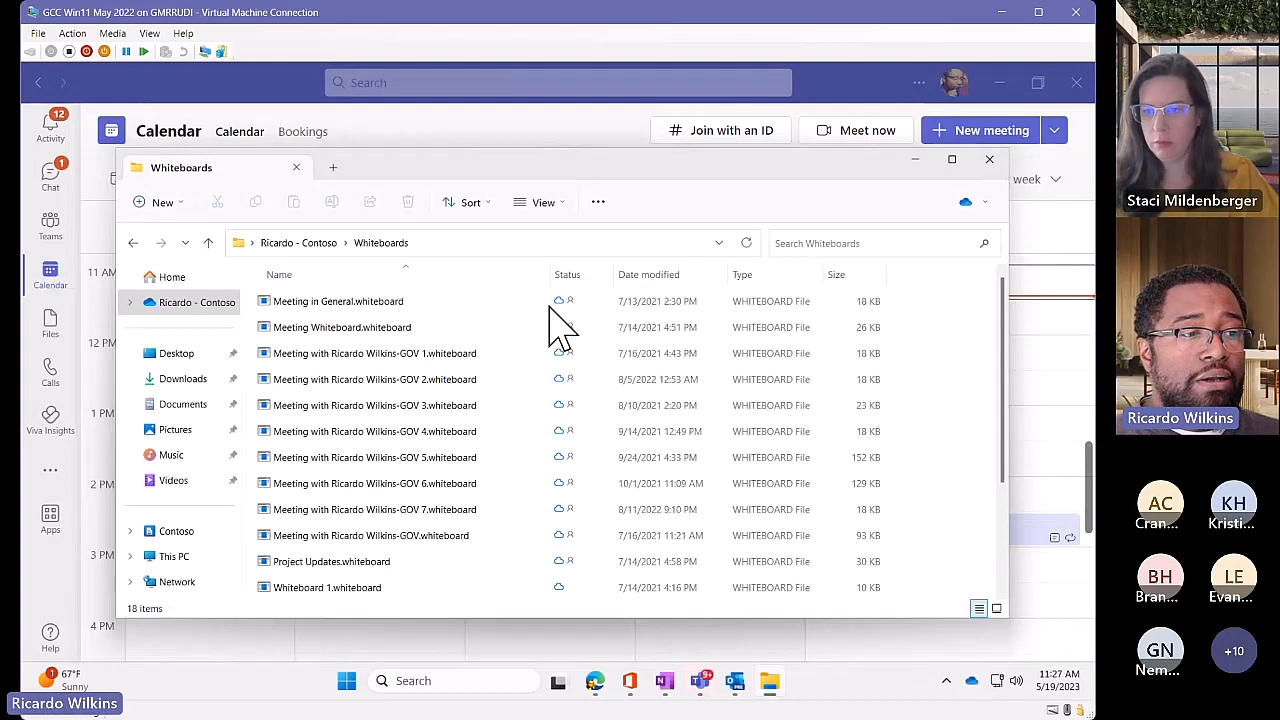 GCC Win11 May 2022 on GMRRUDI - Virtual Machine Connection
File Action Media View Help
Search
12
Activity
1
Chat
Teams
Calendar
Files
Calls
Viva Insights
Apps
Help
Calendar Calendar Bookings
# Join with an ID
Meet now
New meeting
week
11 AM
12 PM
1 PM
2 PM
3 PM
4 PM
Whiteboards
New Sort View
Ricardo - Contoso Whiteboards
Search Whiteboards
Home
Ricardo - Contoso
Desktop
Downloads
Documents
Pictures
Music
Videos
Contoso
This PC
Network
Name Status Date modified Type Size
Meeting in General.whiteboard 7/13/2021 2:30 PM WHITEBOARD File 18 KB
Meeting Whiteboard.whiteboard 7/14/2021 4:51 PM WHITEBOARD File 26 KB
Meeting with Ricardo Wilkins-GOV 1.whiteboard 7/16/2021 4:43 PM WHITEBOARD File 18 KB
Meeting with Ricardo Wilkins-GOV 2.whiteboard 8/5/2022 12:53 AM WHITEBOARD File 18 KB
Meeting with Ricardo Wilkins-GOV 3.whiteboard 8/10/2021 2:20 PM WHITEBOARD File 23 KB
Meeting with Ricardo Wilkins-GOV 4.whiteboard 9/14/2021 12:49 PM WHITEBOARD File 18 KB
Meeting with Ricardo Wilkins-GOV 5.whiteboard 9/24/2021 4:33 PM WHITEBOARD File 152 KB
Meeting with Ricardo Wilkins-GOV 6.whiteboard 10/1/2021 11:09 AM WHITEBOARD File 129 KB
Meeting with Ricardo Wilkins-GOV 7.whiteboard 8/11/2022 9:10 PM WHITEBOARD File 18 KB
Meeting with Ricardo Wilkins-GOV.whiteboard 7/16/2021 11:21 AM WHITEBOARD File 93 KB
Project Updates.whiteboard 7/14/2021 4:58 PM WHITEBOARD File 30 KB
Whiteboard 1.whiteboard 7/14/2021 4:16 PM WHITEBOARD File 10 KB
18 items
1
67°F
Sunny
Search
9+
11:27 AM
5/19/2023
Ricardo Wilkins
Staci Mildenberger
Ricardo Wilkins
AC KH
Cran... Kristi...
BH LE
Bran... Evan...
GN +10
Nem...